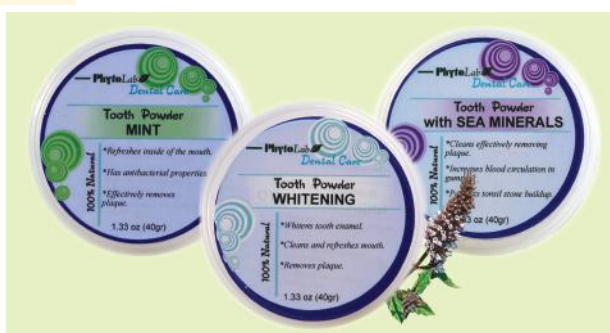 PhytoLab
Dental Care
Tooth Powder
MINT
*Refreshes inside of the mouth.
*Has antibacterial properties.
*Effectively removes
plaque.
100% Natural
1.33 oz (40gr)
PhytoLab
Dental Care
Tooth Powder
WHITENING
*Whitens tooth enamel.
*Cleans and refreshes mouth.
*Removes plaque.
100% Natural
1.33 oz (40gr)
PhytoLab
Dental Care
Tooth Powder
with SEA MINERALS
*Cleans effectively removing
plaque.
*Increases blood circulation in
tonsil stone buildup.
100% Natural
oz (40gr)